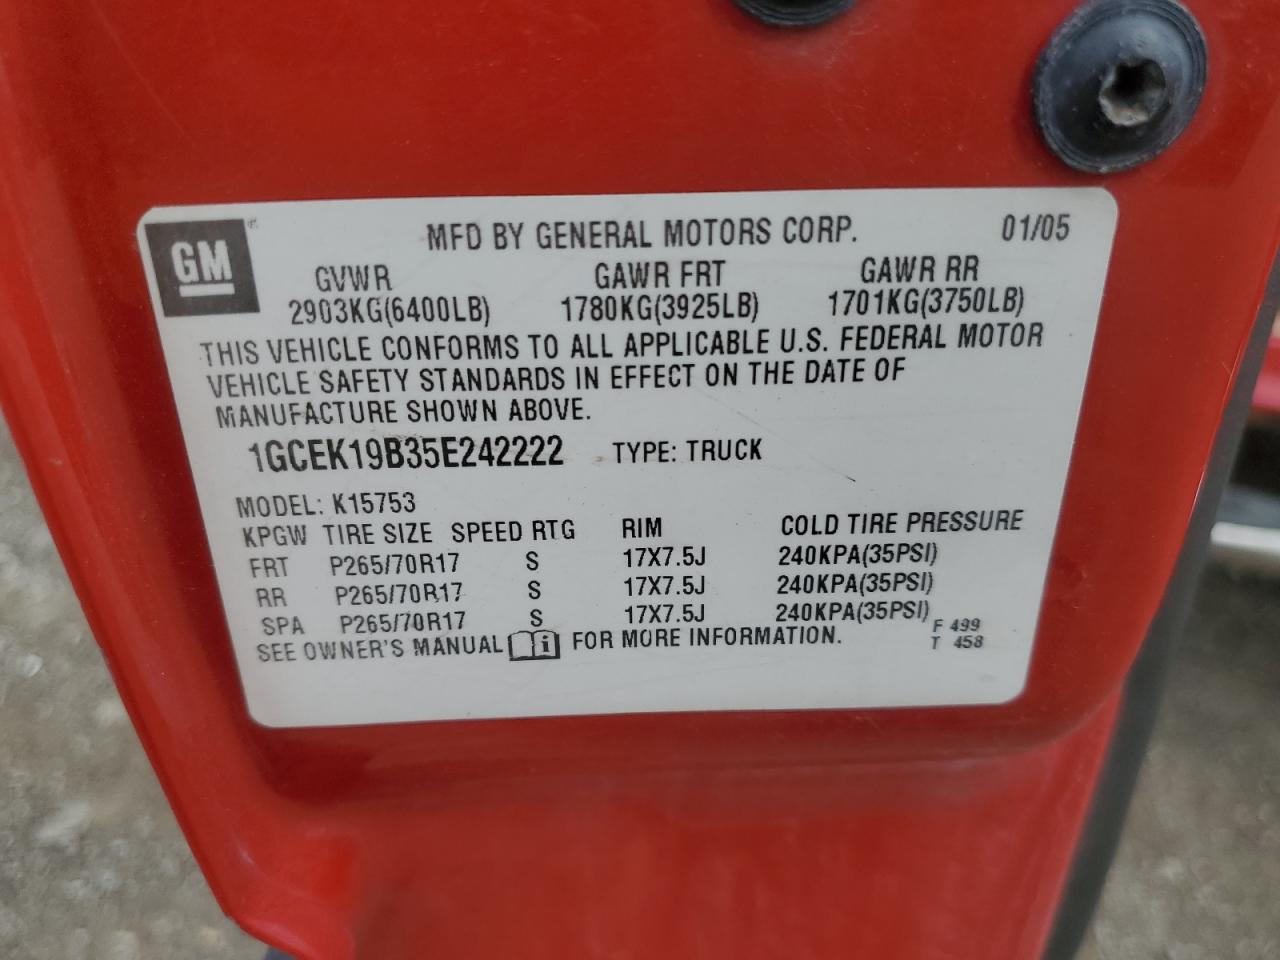 GM
MFD BY GENERAL MOTORS CORP. 01/05
GVWR GAWR FRT GAWR RR
2903KG(6400LB) 1780KG(3925LB) 1701KG(3750LB)
THIS VEHICLE CONFORMS TO ALL APPLICABLE U.S. FEDERAL MOTOR
VEHICLE SAFETY STANDARDS IN EFFECT ON THE DATE OF
MANUFACTURE SHOWN ABOVE.
1GCEK19B35E242222 TYPE: TRUCK
MODEL: K15753
KPGW TIRE SIZE SPEED RTG RIM COLD TIRE PRESSURE
FRT P265/70R17 S 17X7.5J 240KPA(35PSI)
RR P265/70R17 S 17X7.5J 240KPA(35PSI)
SPA P265/70R17 S 17X7.5J 240KPA(35PSI)
SEE OWNER'S MANUAL i FOR MORE INFORMATION.
F 499
T 458